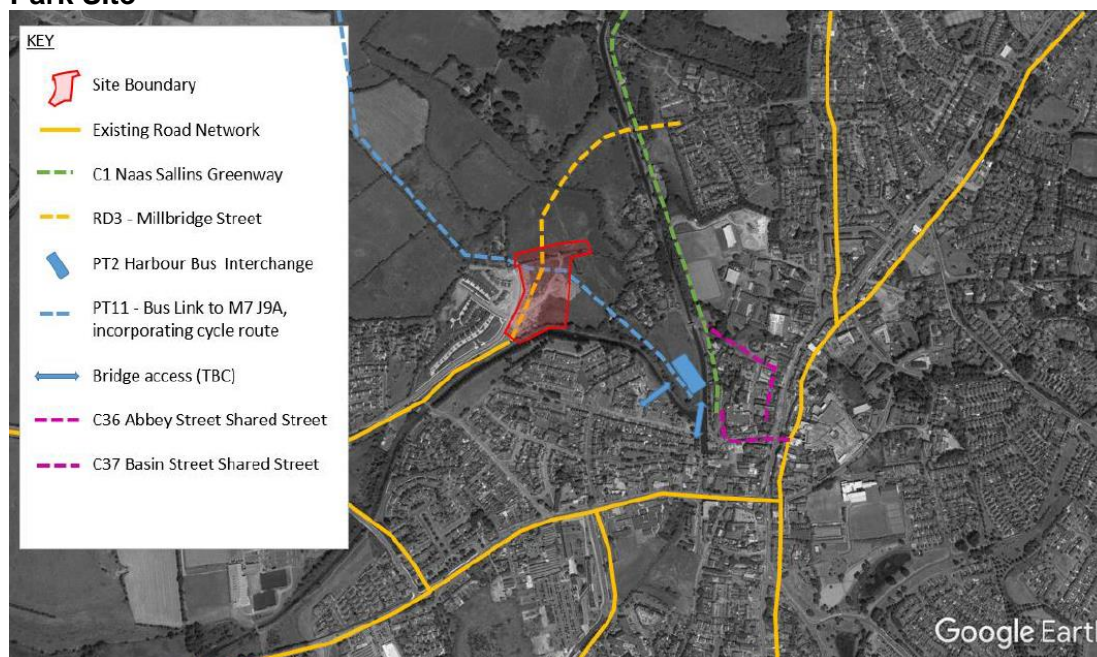 Park Site
KEY
Site Boundary
Existing Road Network
C1 Naas Sallins Greenway
RD3 - Millbridge Street
PT2 Harbour Bus Interchange
PT11 - Bus Link to M7 J9A,
incorporating cycle route
Bridge access (TBC)
C36 Abbey Street Shared Street
C37 Basin Street Shared Street
Google Earth